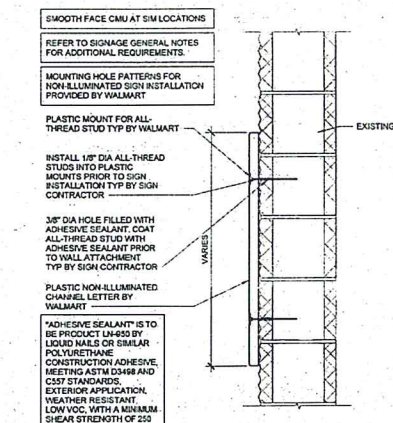 SMOOTH FACE CMU AT SIM LOCATIONS
REFER TO SIGNAGE GENERAL NOTES
FOR ADDITIONAL REQUIREMENTS.
MOUNTING HOLE PATTERNS FOR
NON-ILLUMINATED SIGN INSTALLATION
PROVIDED BY WALMART
PLASTIC MOUNT FOR ALL-
THREAD STUD TYP BY WALMART
EXISTING
INSTALL 1/8" DIA ALL-THREAD
STUDS INTO PLASTIC
MOUNTS PRIOR TO SIGN
INSTALLATION TYP BY SIGN
CONTRACTOR
3/8" DIA HOLE FILLED WITH
ADHESIVE SEALANT. COAT
ALL-THREAD STUD WITH
ADHESIVE SEALANT PRIOR
TO WALL ATTACHMENT
TYP BY SIGN CONTRACTOR
VARIES
PLASTIC NON-ILLUMINATED
CHANNEL LETTER BY
WALMART
"ADHESIVE SEALANT" IS TO
BE PRODUCT LN-950 BY
LIQUID NAILS OR SIMILAR
POLYURETHANE
CONSTRUCTION ADHESIVE,
MEETING ASTM D3498 AND
C557 STANDARDS,
EXTERIOR APPLICATION,
WEATHER RESISTANT,
LOW VOC, WITH A MINIMUM
SHEAR STRENGTH OF 250